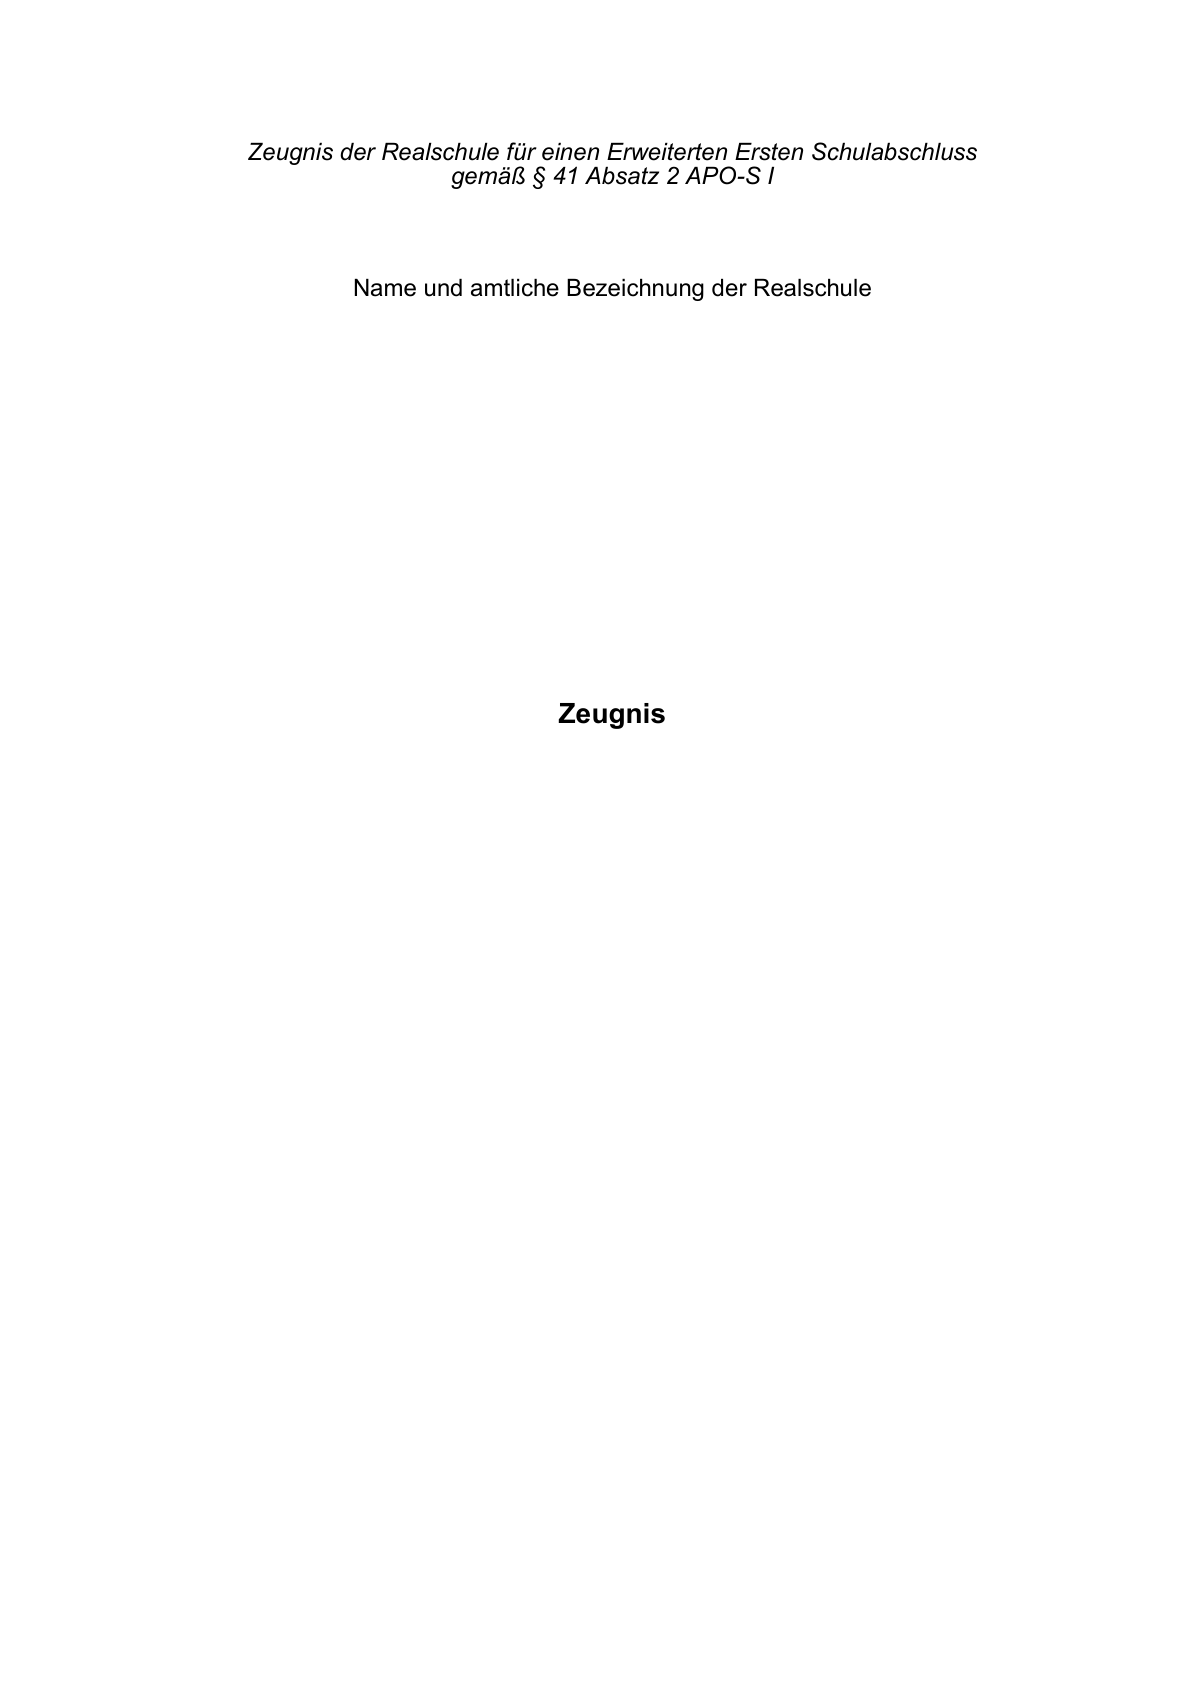 Zeugnis der Realschule für einen Erweiterten Ersten Schulabschluss
gemäß § 41 Absatz 2 APO-S I
Name und amtliche Bezeichnung der Realschule
Zeugnis